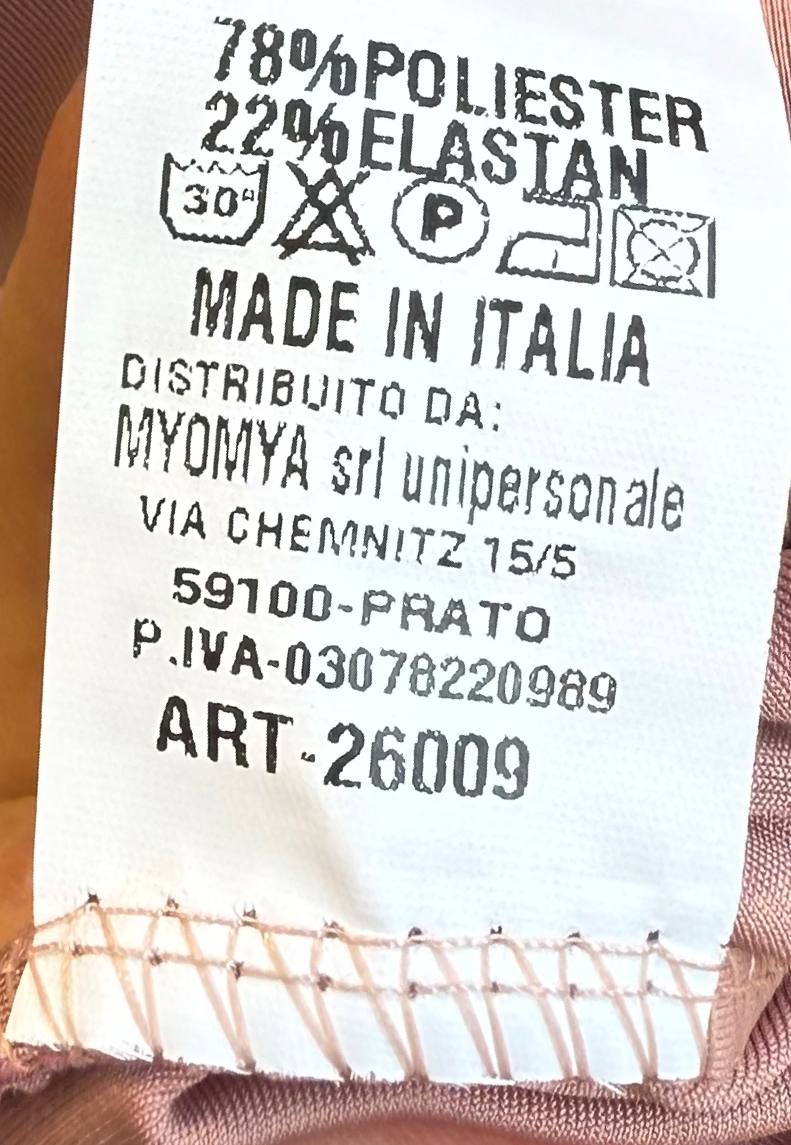 78%POLIESTER
22%ELASTAN
30° P
MADE IN ITALIA
DISTRIBUITO DA:
MYOMYA srl unipersonale
VIA CHEMNITZ 15/5
59100-PRATO
P.IVA-03078220989
ART-26009